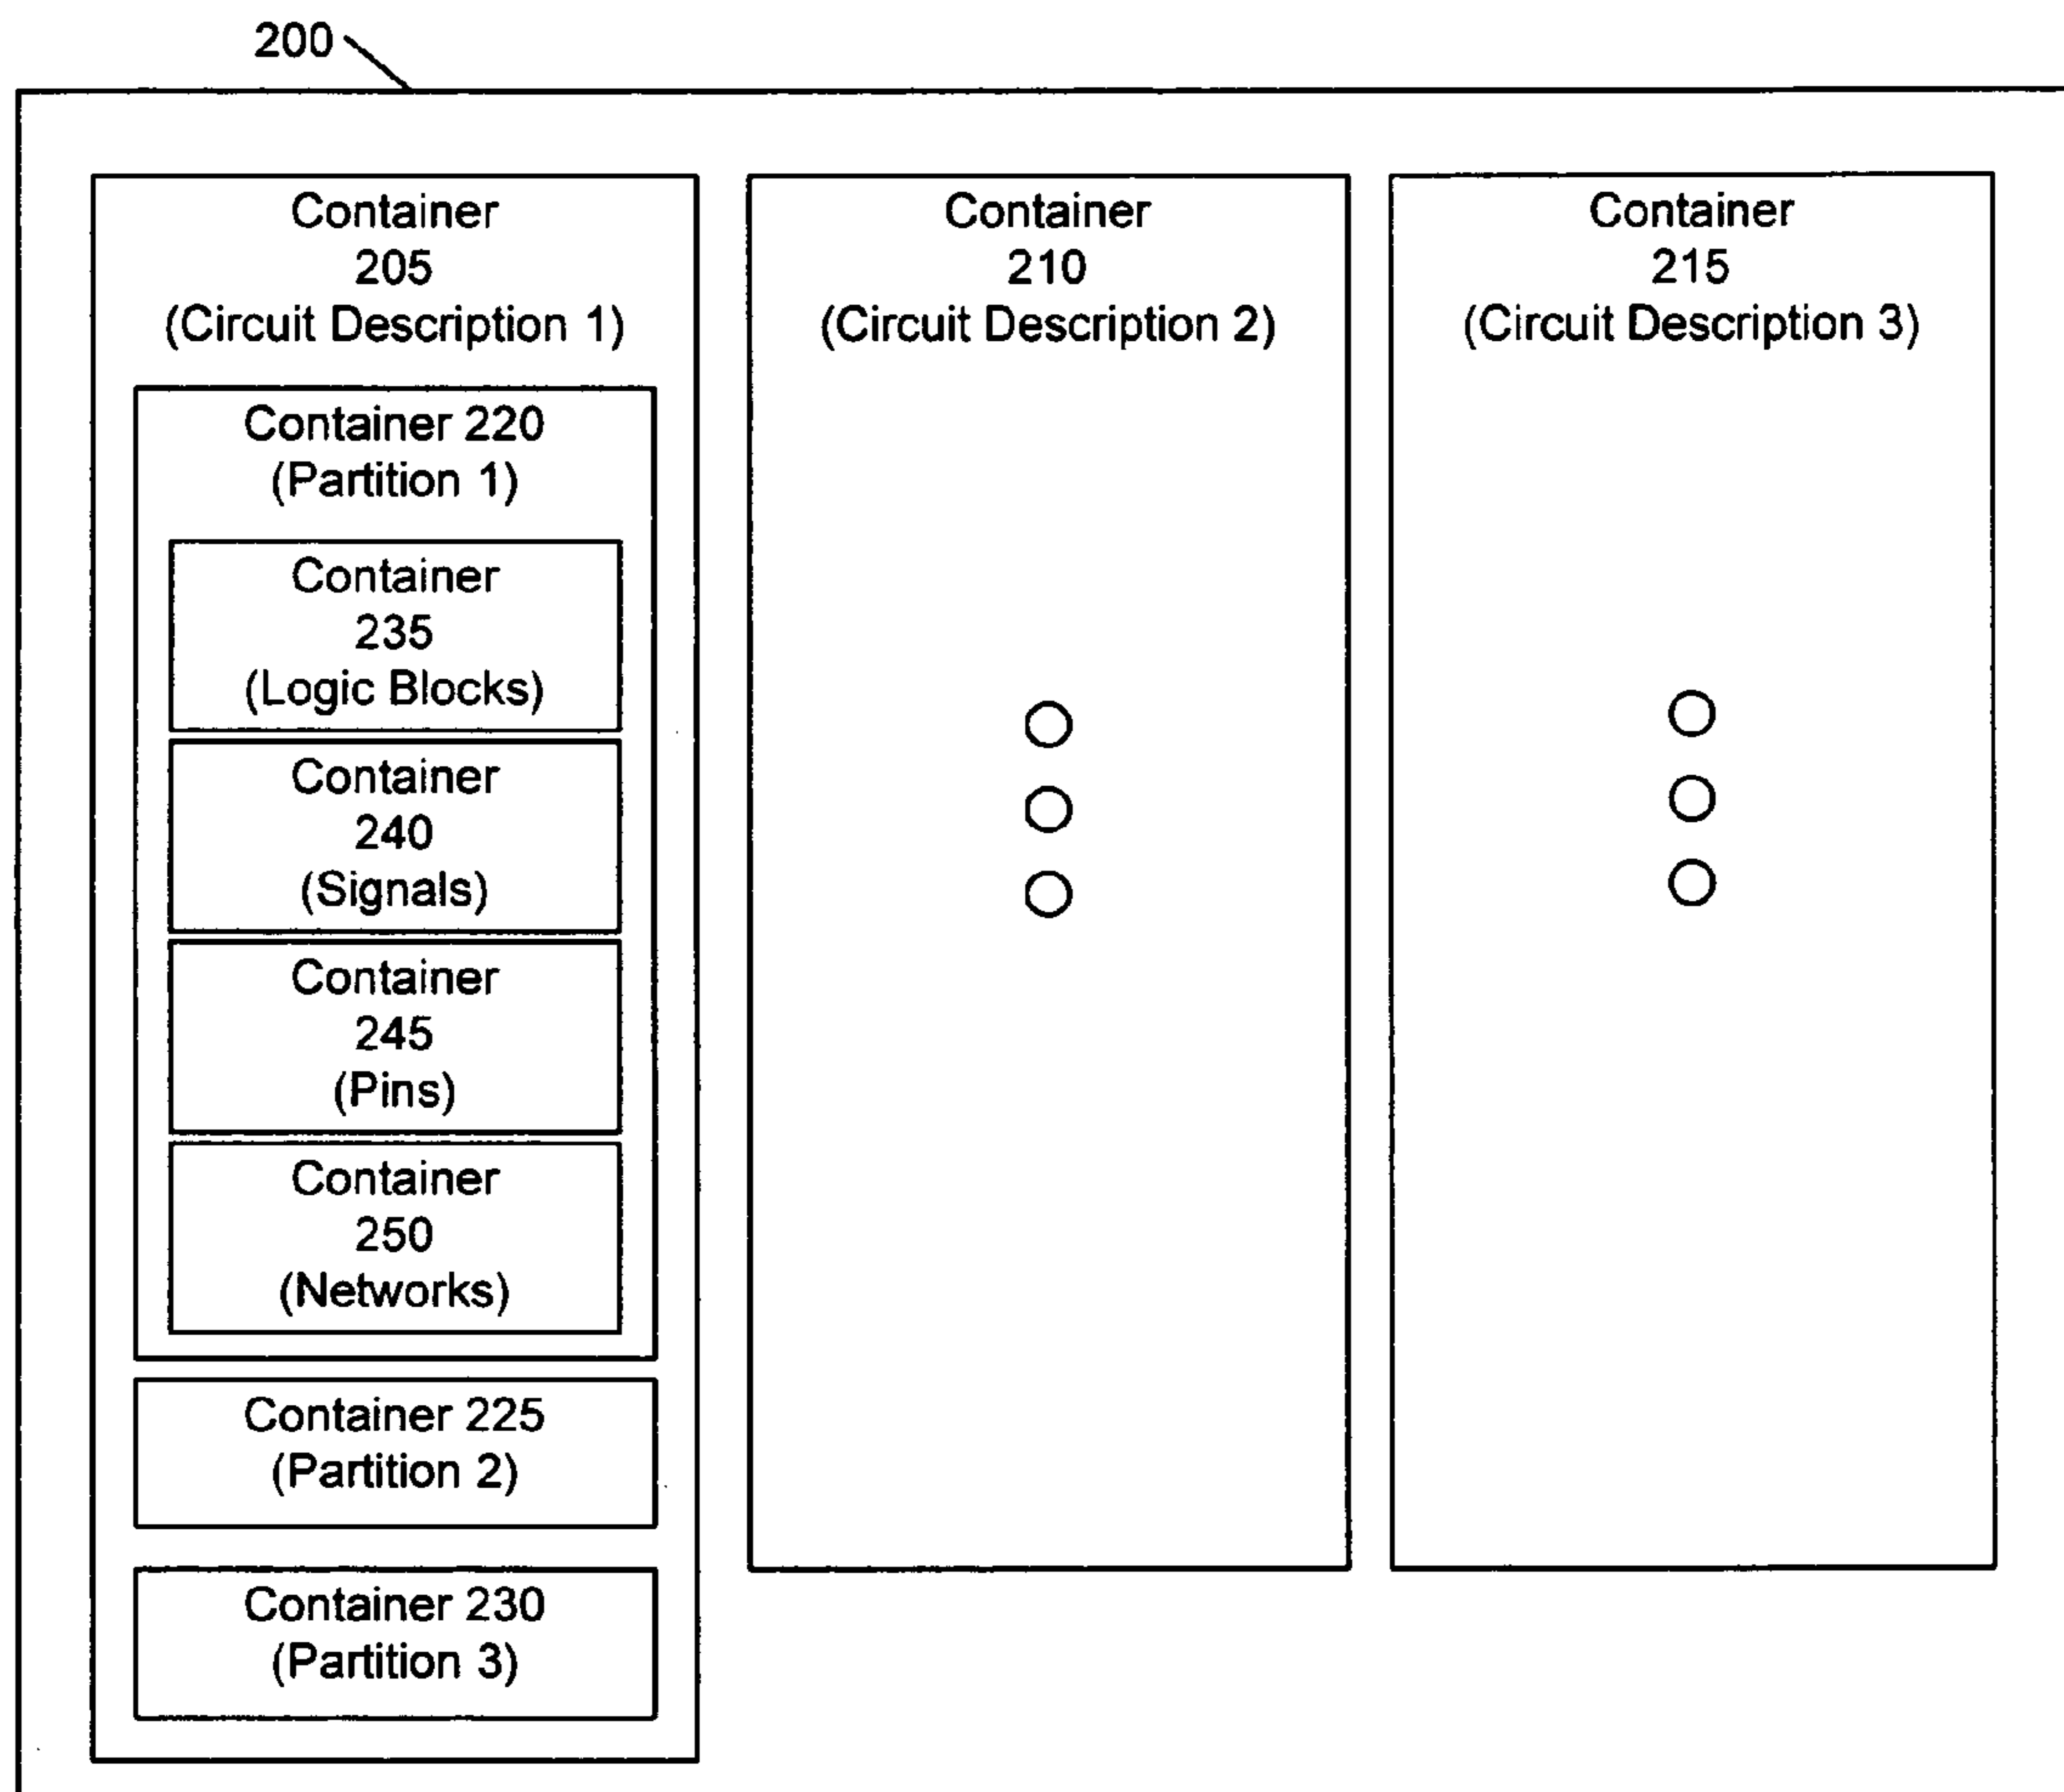 200
Container
205
(Circuit Description 1)
Container 220
(Partition 1)
Container
235
(Logic Blocks)
Container
240
(Signals)
Container
245
(Pins)
Container
250
(Networks)
Container 225
(Partition 2)
Container 230
(Partition 3)
Container
210
(Circuit Description 2)
Container
215
(Circuit Description 3)